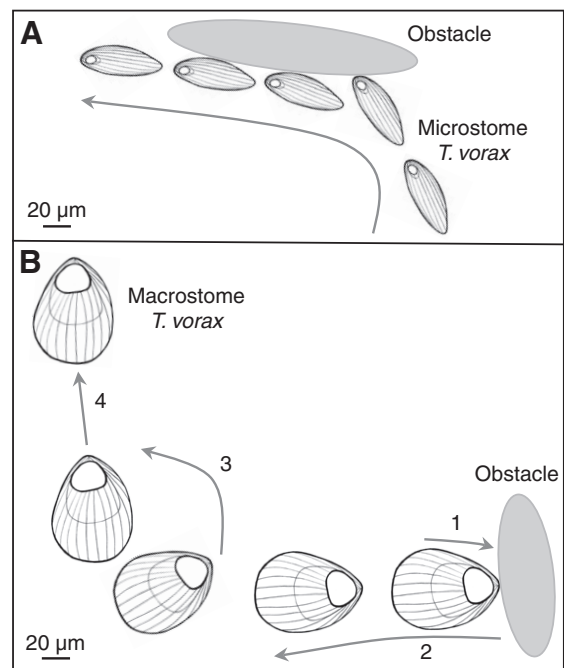 A
Obstacle
Microstome
T. vorax
20 µm
B
Macrostome
T. vorax
4
3
Obstacle
1
2
20 µm